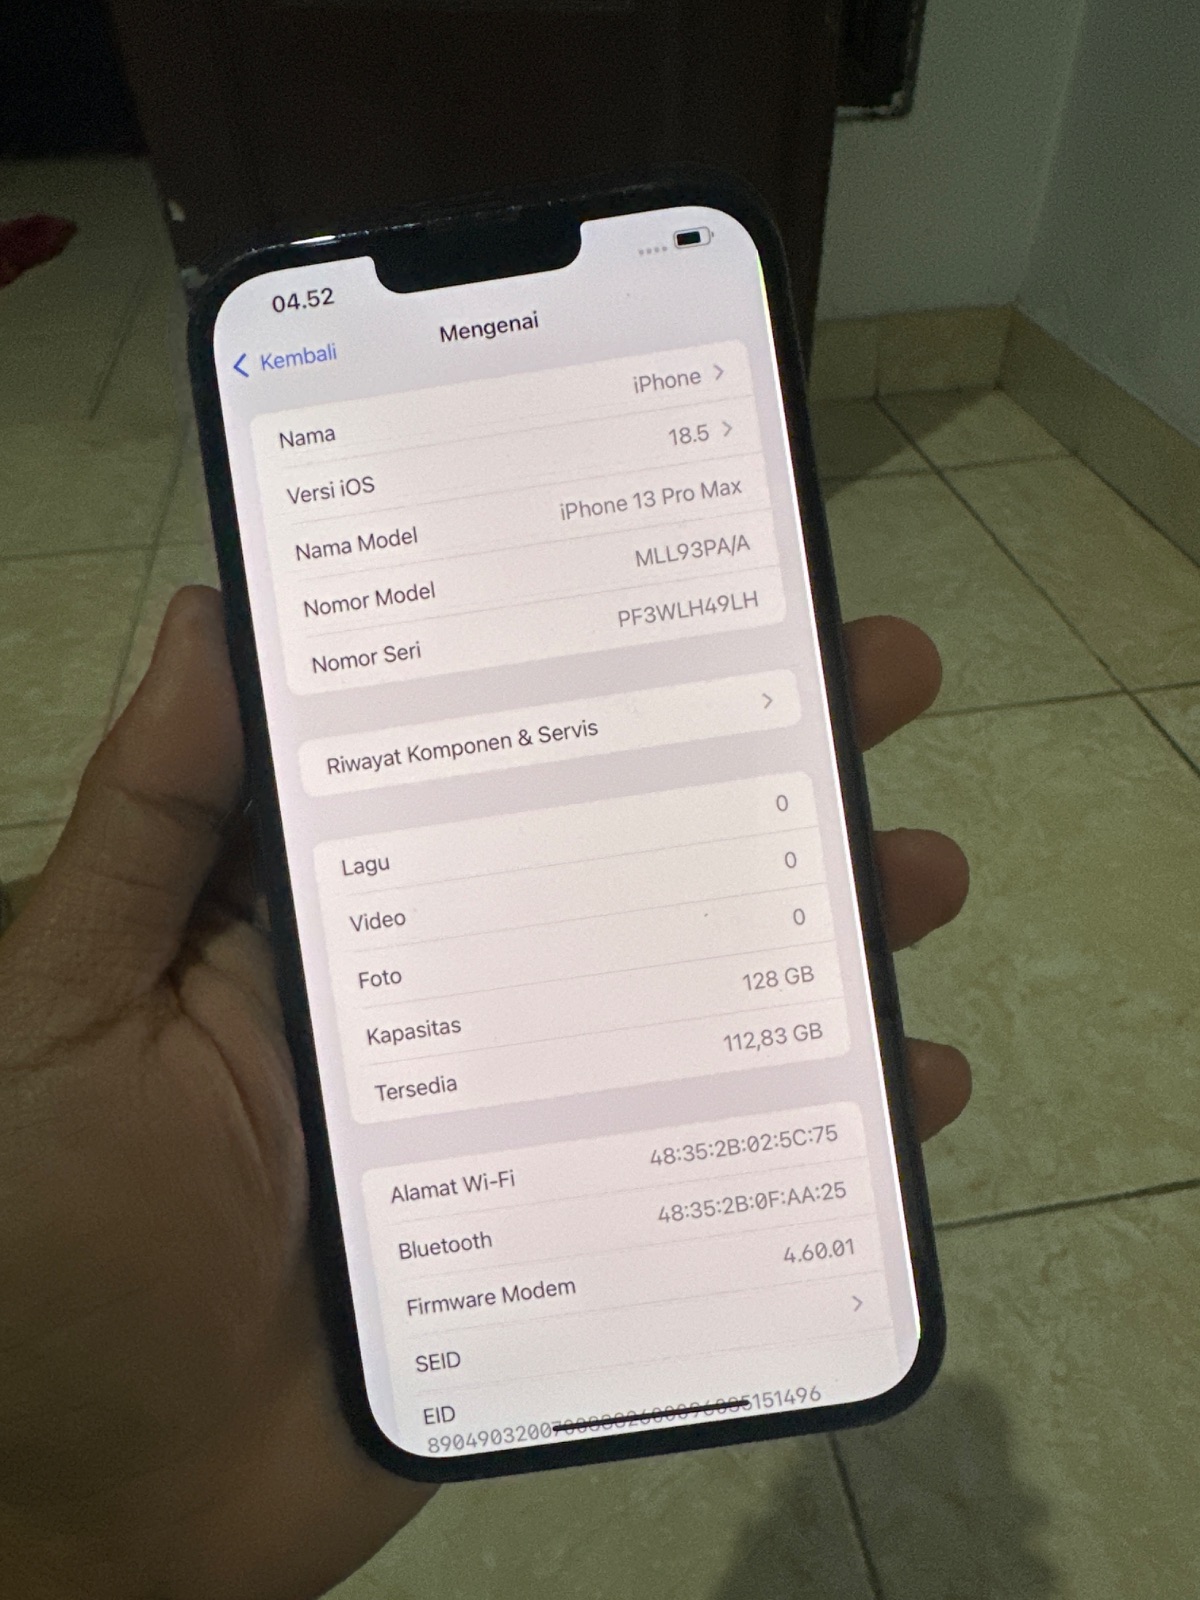 04.52
Kembali
Mengenai
Nama iPhone
Versi iOS 18.5
Nama Model iPhone 13 Pro Max
Nomor Model MLL93PA/A
Nomor Seri PF3WLH49LH
Riwayat Komponen & Servis
Lagu 0
Video 0
Foto 0
Kapasitas 128 GB
Tersedia 112,83 GB
Alamat Wi-Fi 48:35:2B:02:5C:75
Bluetooth 48:35:2B:0F:AA:25
Firmware Modem 4.60.01
SEID
EID